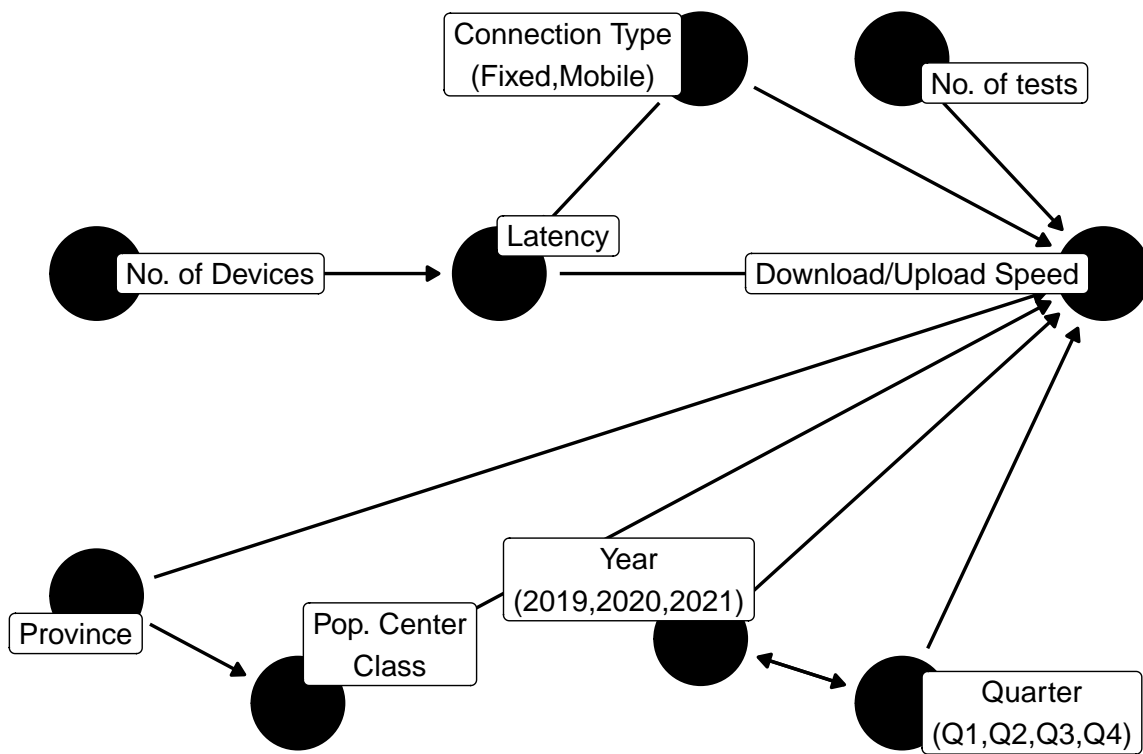 Connection Type
(Fixed,Mobile)
No. of tests
Latency
No. of Devices
Download/Upload Speed
Year
(2019,2020,2021)
Province
Pop. Center
Class
Quarter
(Q1,Q2,Q3,Q4)